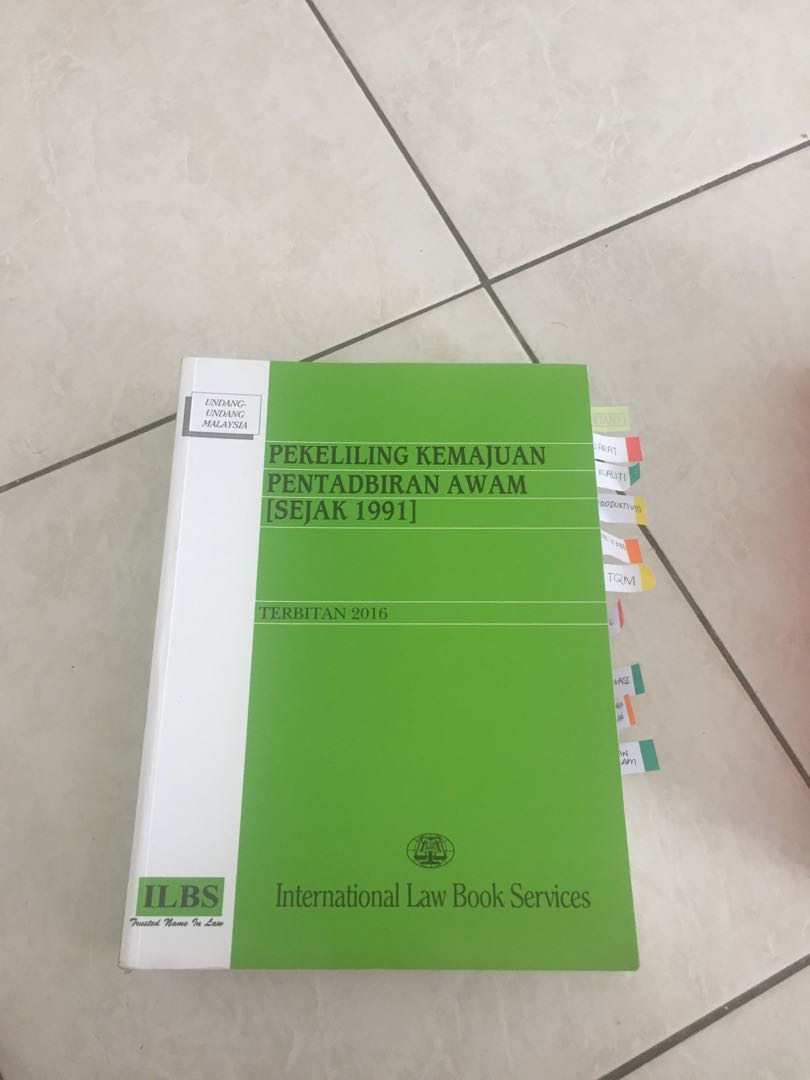 UNDANG-
UNDANG
MALAYSIA
PEKELILING KEMAJUAN
PENTADBIRAN AWAM
[SEJAK 1991]
TERBITAN 2016
KUALITI
TQM
ILBS
Trusted Name In Law
International Law Book Services